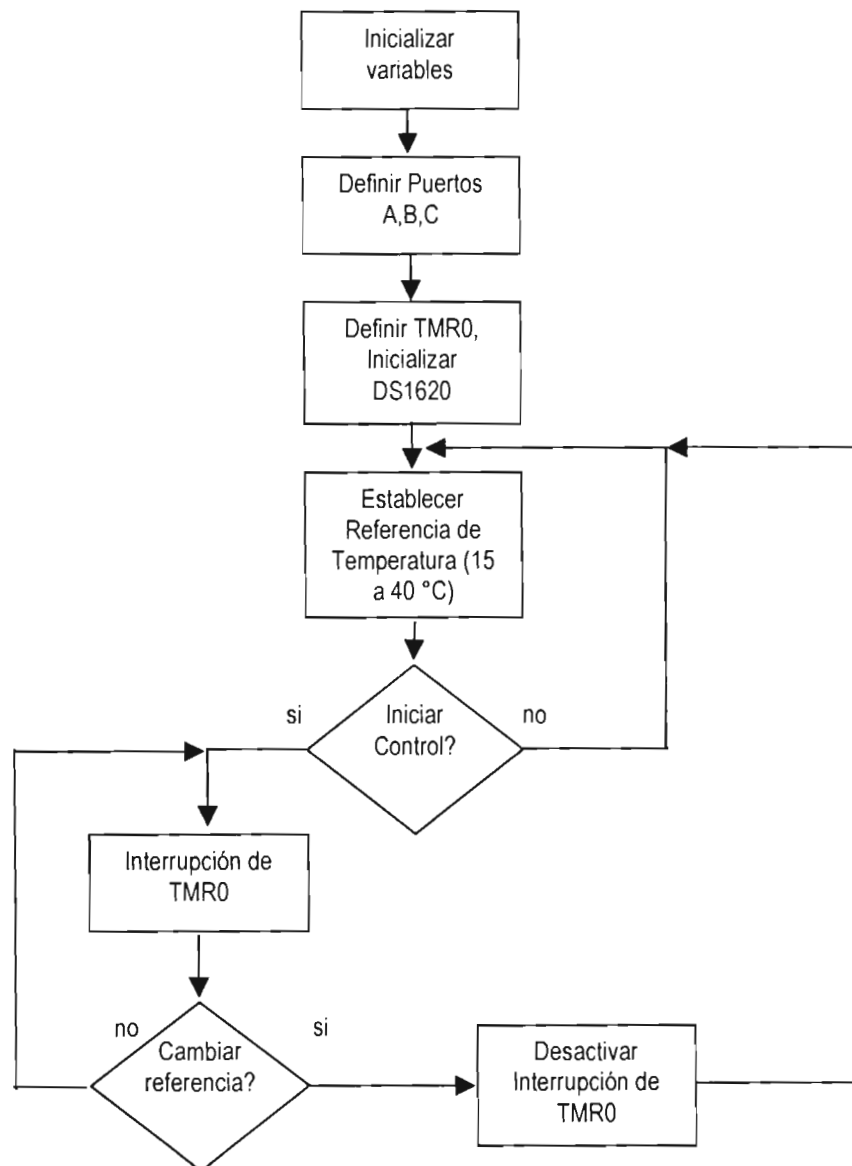 Inicializar
variables
Definir Puertos
A,B,C
Definir TMR0,
Inicializar
DS1620
Establecer
Referencia de
Temperatura (15
a 40 °C)
si
Iniciar
Control?
no
Interrupción de
TMR0
no
Cambiar
referencia?
si
Desactivar
Interrupción de
TMR0